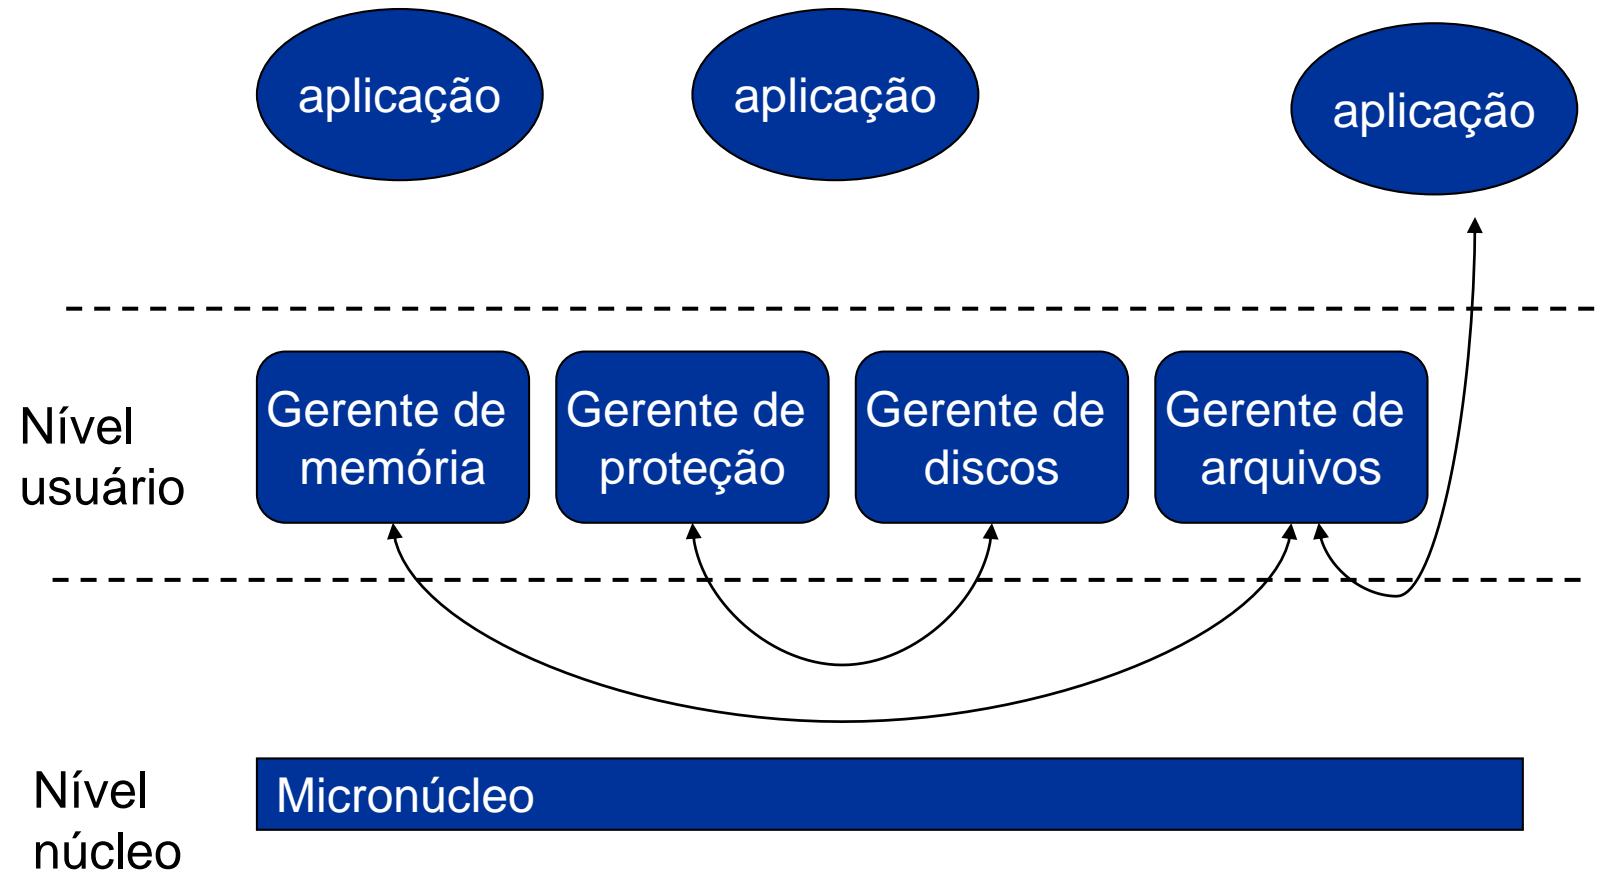 aplicação
aplicação
aplicação
Nível
usuário
Gerente de
memória
Gerente de
proteção
Gerente de
discos
Gerente de
arquivos
Nível
núcleo
Micronúcleo